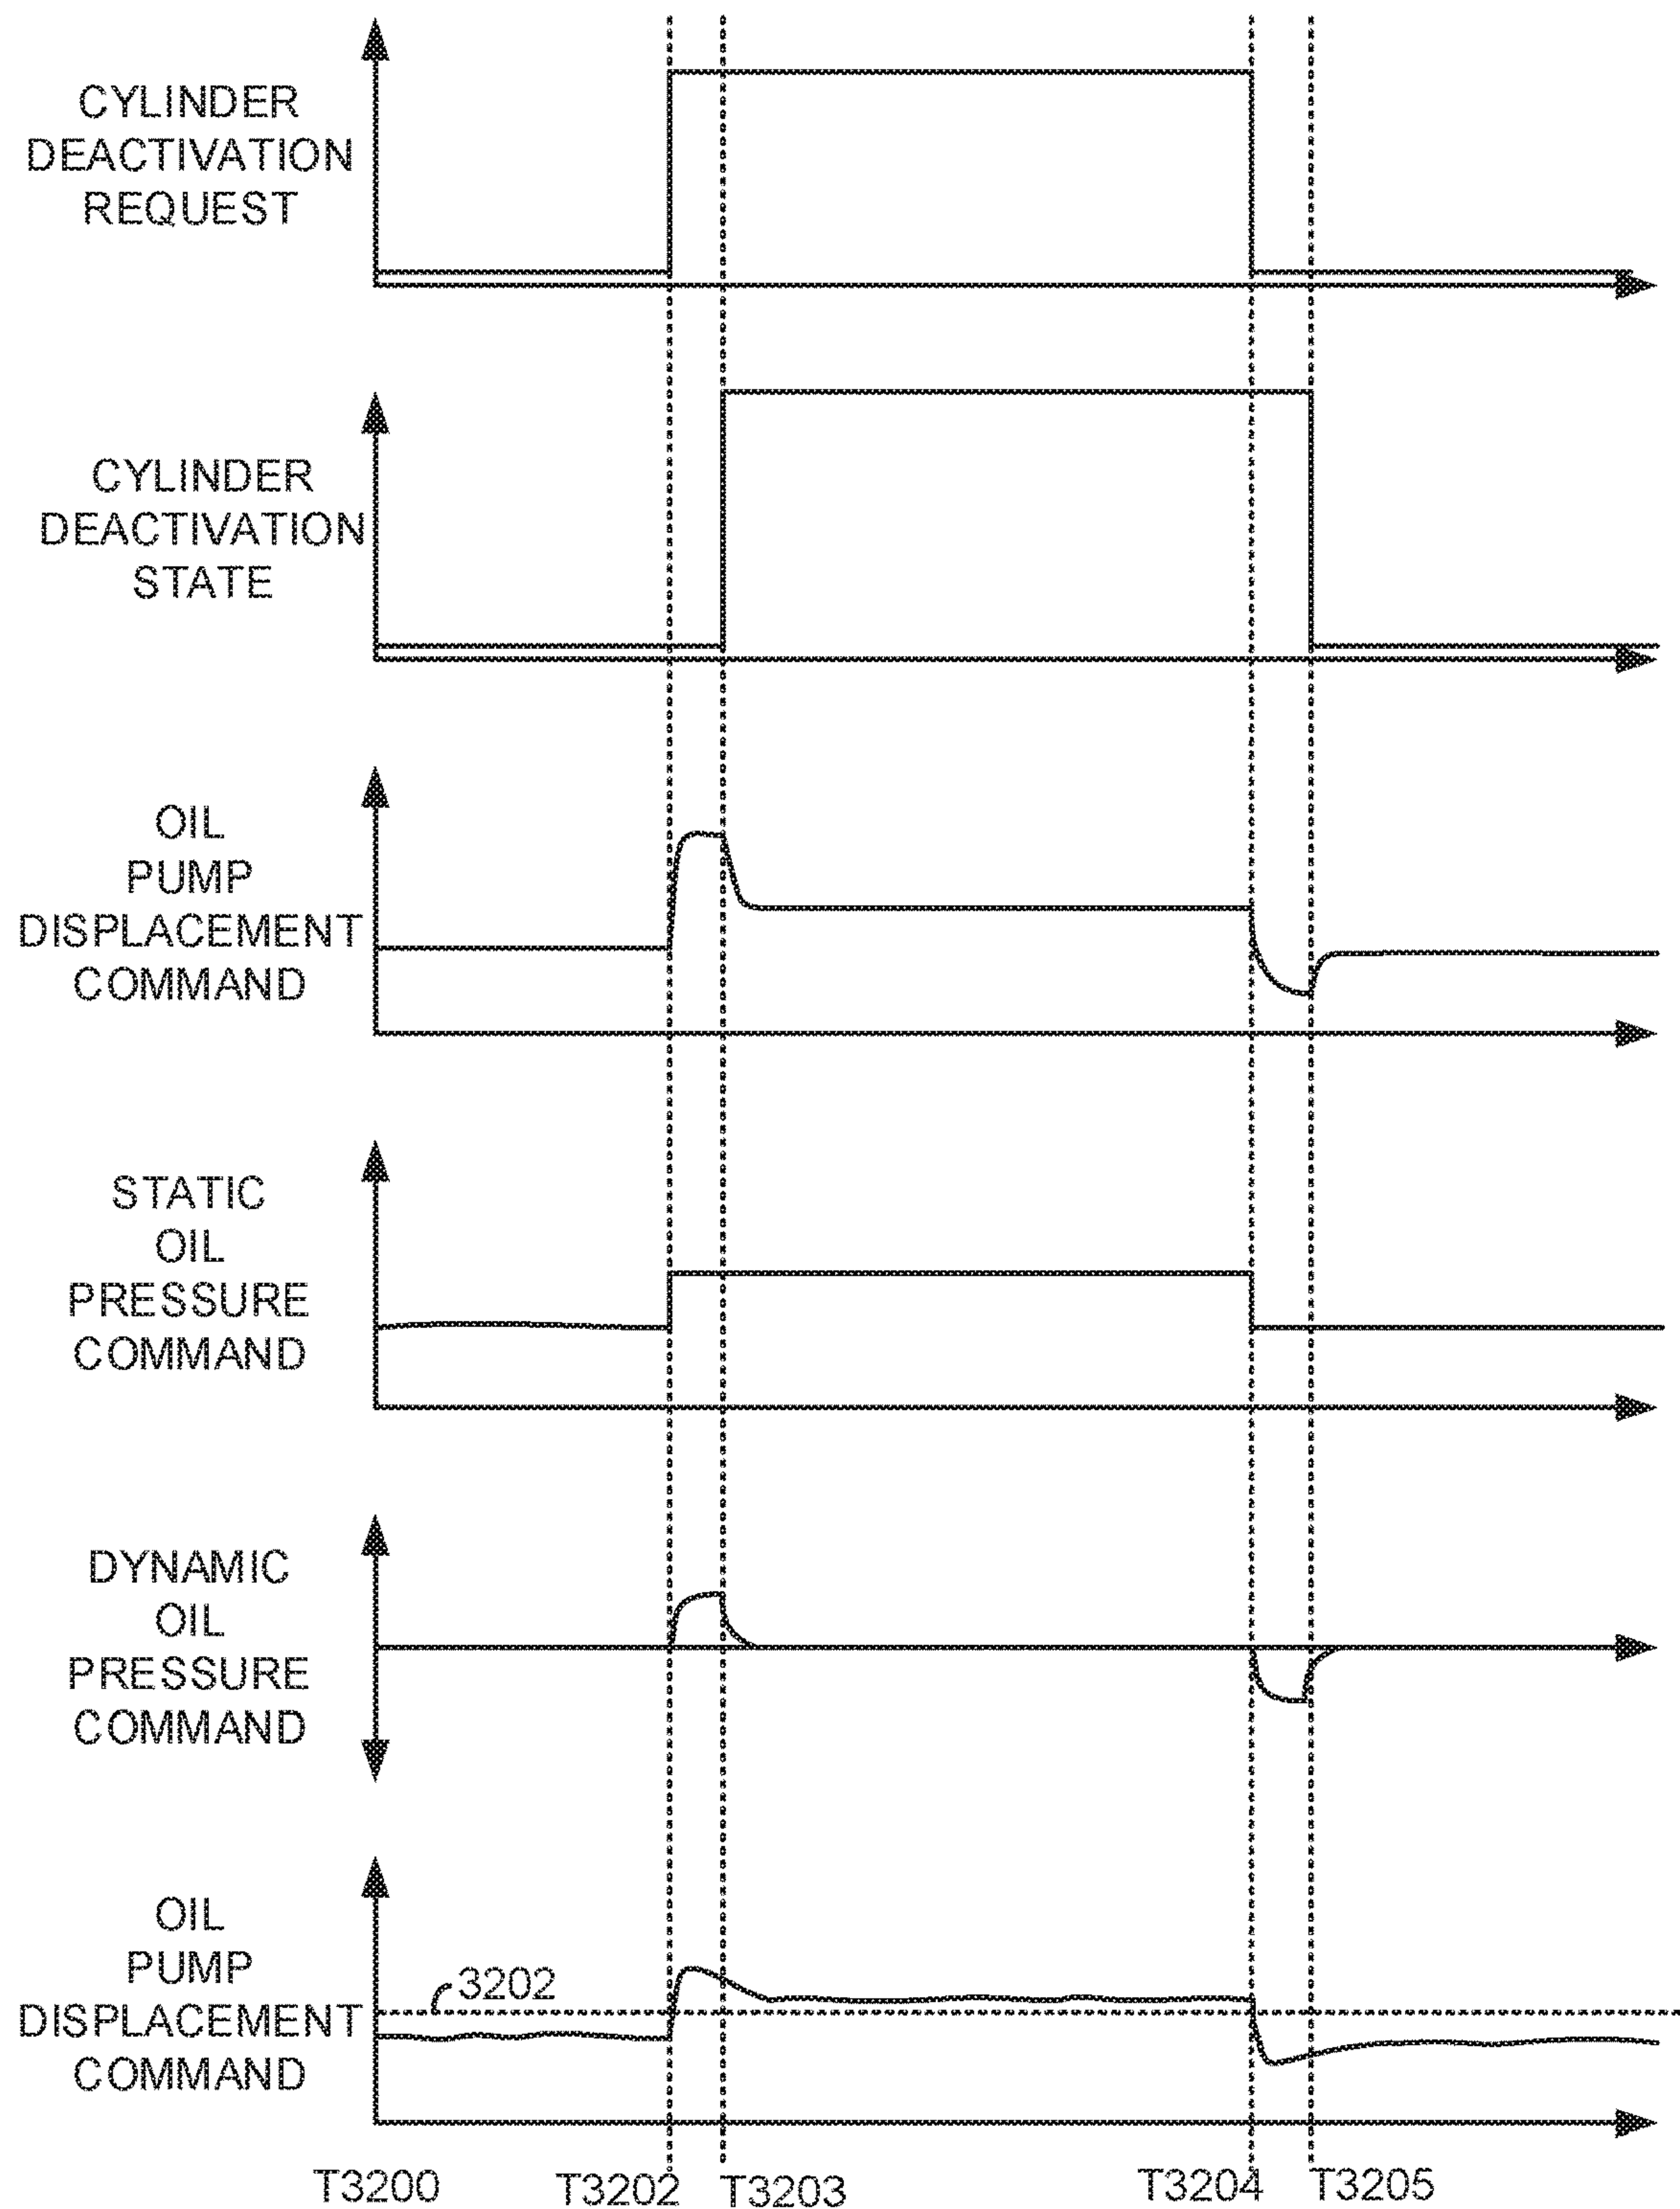 CYLINDER
DEACTIVATION
REQUEST
CYLINDER
DEACTIVATION
STATE
OIL
PUMP
DISPLACEMENT
COMMAND
STATIC
OIL
PRESSURE
COMMAND
DYNAMIC
OIL
PRESSURE
COMMAND
OIL
PUMP
DISPLACEMENT
COMMAND
3202
T3200 T3202 T3203 T3204 T3205